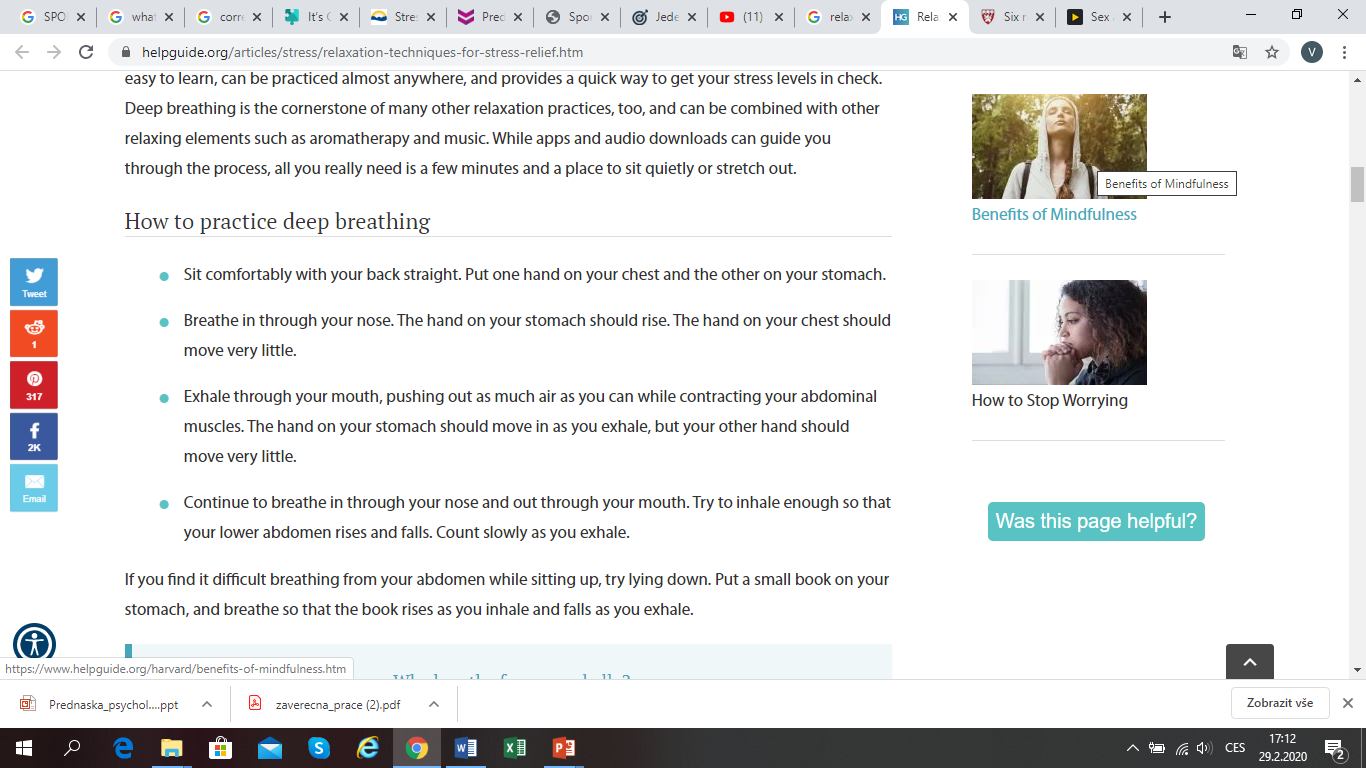 SPO
what
corre
It's C
Stre
Pred
Spo
Jede
(11)
relax
Rela
Six r
Sex
helpguide.org/articles/stress/relaxation-techniques-for-stress-relief.htm
V
easy to learn, can be practiced almost anywhere, and provides a quick way to get your stress levels in check.
Deep breathing is the cornerstone of many other relaxation practices, too, and can be combined with other
relaxing elements such as aromatherapy and music. While apps and audio downloads can guide you
through the process, all you really need is a few minutes and a place to sit quietly or stretch out.
How to practice deep breathing
Sit comfortably with your back straight. Put one hand on your chest and the other on your stomach.
Breathe in through your nose. The hand on your stomach should rise. The hand on your chest should
move very little.
Exhale through your mouth, pushing out as much air as you can while contracting your abdominal
muscles. The hand on your stomach should move in as you exhale, but your other hand should
move very little.
Continue to breathe in through your nose and out through your mouth. Try to inhale enough so that
your lower abdomen rises and falls. Count slowly as you exhale.
If you find it difficult breathing from your abdomen while sitting up, try lying down. Put a small book on your
stomach, and breathe so that the book rises as you inhale and falls as you exhale.
Tweet
1
317
2K
Email
Benefits of Mindfulness
Benefits of Mindfulness
How to Stop Worrying
Was this page helpful?
https://www.helpguide.org/harvard/benefits-of-mindfulness.htm
Prednaska_psychol....ppt
zaverecna_prace (2).pdf
Zobrazit vše
CES
17:12
29.2.2020
2